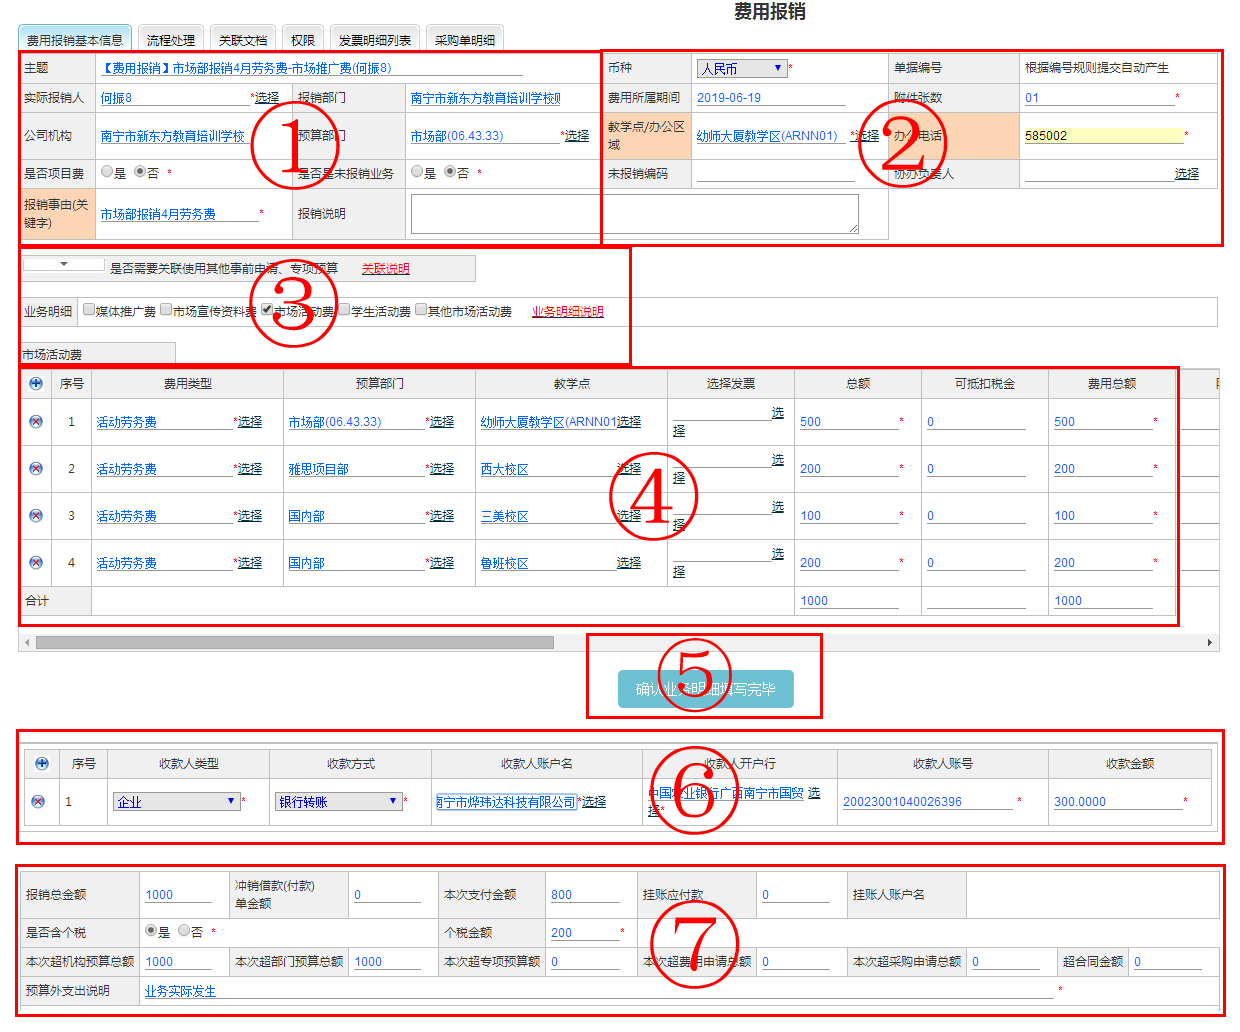 费用报销
费用报销基本信息 流程处理 关联文档 权限 发票明细列表 采购单明细
主题 【费用报销】市场部报销4月劳务费-市场推广费(何振8) 币种 人民币 * 单据编号 根据编号规则提交自动产生
实际报销人 何振8 *选择 报销部门 南宁市新东方教育培训学校 费用所属期间 2019-06-19 附件张数 01 *
公司机构 南宁市新东方教育培训学校 预算部门 市场部(06.43.33) *选择 教学点/办公区域 幼师大厦教学区(ARNN01) *选择 办公电话 585002 *
是否项目费 是 否 * 是否是未报销业务 是 否 * 未报销编码 协办负责人 选择
报销事由(关键字) 市场部报销4月劳务费 * 报销说明
① ②
是否需要关联使用其他事前申请、专项预算 关联说明
业务明细 媒体推广费 市场宣传资料费 市场活动费 学生活动费 其他市场活动费 业务明细说明
③
市场活动费
序号 费用类型 预算部门 教学点 选择发票 总额 可抵扣税金 费用总额
1 活动劳务费 *选择 市场部(06.43.33) *选择 幼师大厦教学区(ARNN01 选择 选择 500 * 0 500 *
2 活动劳务费 *选择 雅思项目部 *选择 西大校区 选择 选择 200 * 0 200 *
3 活动劳务费 *选择 国内部 *选择 三美校区 选择 选择 100 * 0 100 *
4 活动劳务费 *选择 国内部 *选择 鲁班校区 选择 选择 200 * 0 200 *
④
合计 1000 1000
⑤
确认业务明细填写完毕
序号 收款人类型 收款方式 收款人账户名 收款人开户行 收款人账号 收款金额
1 企业 * 银行转账 * 南宁市烨玮达科技有限公司 *选择 中国农业银行广西南宁市国贸 选择* 20023001040026396 * 300.0000 *
⑥
报销总金额 1000 冲销借款(付款)单金额 0 本次支付金额 800 挂账应付款 0 挂账人账户名
是否含个税 是 否 * 个税金额 200 *
⑦
本次超机构预算总额 1000 本次超部门预算总额 1000 本次超专项预算额 0 本次超费用申请总额 0 本次超采购申请总额 0 超合同金额 0
预算外支出说明 业务实际发生 *